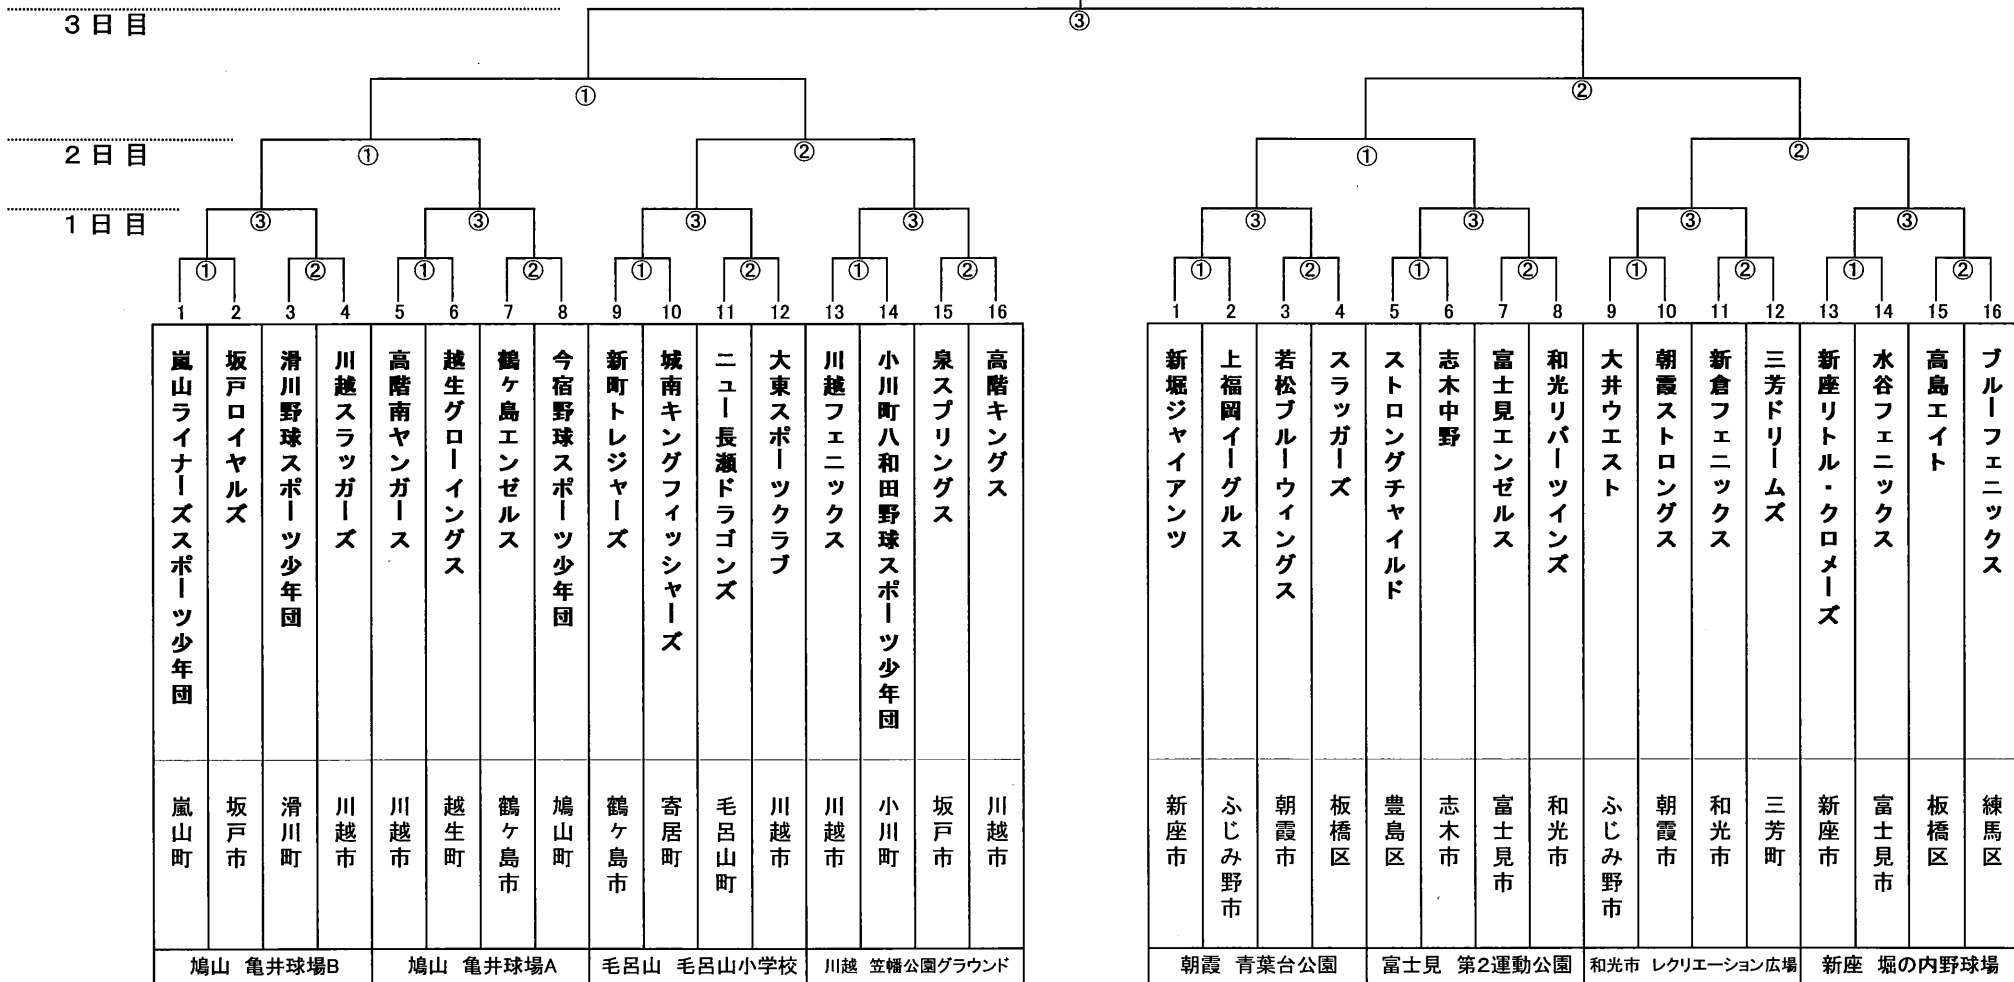 ③
3日目
①
②
2日目
①
②
①
②
1日目
③
③
③
③
③
③
③
③
①
②
①
②
①
②
①
②
①
②
①
②
①
②
①
②
1
2
3
4
5
6
7
8
9
10
11
12
13
14
15
16
1
2
3
4
5
6
7
8
9
10
11
12
13
14
15
16
嵐山ライナーズスポーツ少年団
坂戸ロイヤルズ
滑川野球スポーツ少年団
川越スラッガーズ
高階南ヤンガース
越生グローイングス
鶴ヶ島エンゼルス
今宿野球スポーツ少年団
新町トレジャーズ
城南キングフィッシャーズ
ニュー長瀬ドラゴンズ
大東スポーツクラブ
川越フェニックス
小川町八和田野球スポーツ少年団
泉スプリングス
高階キングス
新堀ジャイアンツ
上福岡イーグルス
若松ブルーウィングス
スラッガーズ
ストロングチャイルド
志木中野
富士見エンゼルス
和光リバーツインズ
大井ウエスト
朝霞ストロングス
新倉フェニックス
三芳ドリームズ
新座リトル・クロメーズ
水谷フェニックス
高島エイト
ブルーフェニックス
嵐山町
坂戸市
滑川町
川越市
川越市
越生町
鶴ヶ島市
鳩山町
鶴ヶ島市
寄居町
毛呂山町
川越市
川越市
小川町
坂戸市
川越市
新座市
ふじみ野市
朝霞市
板橋区
豊島区
志木市
富士見市
和光市
ふじみ野市
朝霞市
和光市
三芳町
新座市
富士見市
板橋区
練馬区
鳩山 亀井球場B
鳩山 亀井球場A
毛呂山 毛呂山小学校
川越 笠幡公園グラウンド
朝霞 青葉台公園
富士見 第2運動公園
和光市 レクリエーション広場
新座 堀の内野球場